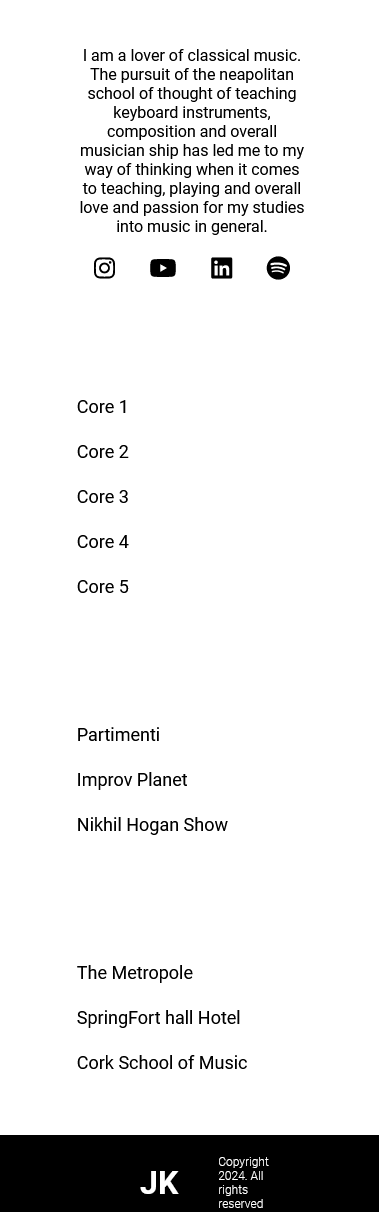 I am a lover of classical music.
The pursuit of the neapolitan
school of thought of teaching
keyboard instruments,
composition and overall
musician ship has led me to my
way of thinking when it comes
to teaching, playing and overall
love and passion for my studies
into music in general.
Core 1
Core 2
Core 3
Core 4
Core 5
Partimenti
Improv Planet
Nikhil Hogan Show
The Metropole
SpringFort hall Hotel
Cork School of Music
JK
Copyright
2024. All
rights
reserved